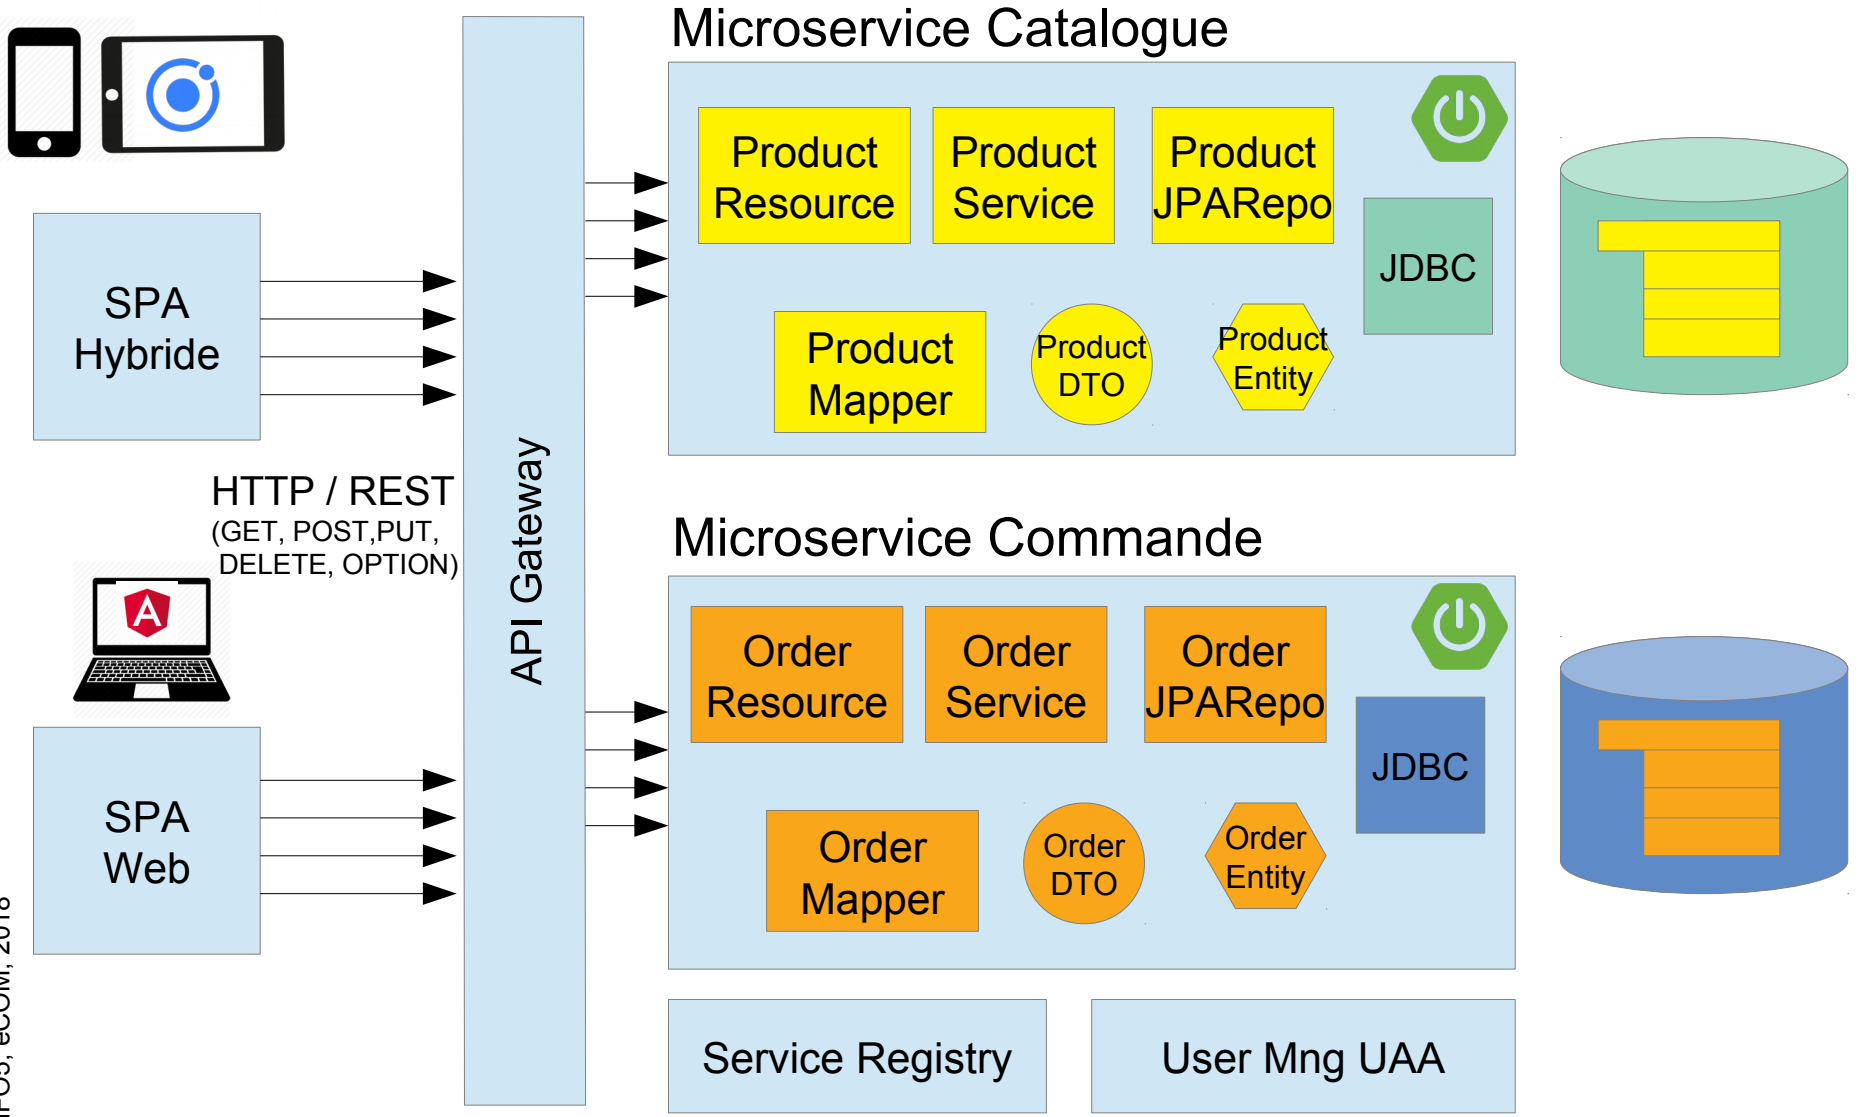 Microservice Catalogue
Product
Resource
Product
Service
Product
JPARepo
JDBC
Product
Mapper
Product
DTO
Product
Entity
SPA
Hybride
HTTP / REST
(GET, POST,PUT,
DELETE, OPTION)
API Gateway
A
SPA
Web
Microservice Commande
Order
Resource
Order
Service
Order
JPARepo
JDBC
Order
Mapper
Order
DTO
Order
Entity
Service Registry
User Mng UAA
eCOM, 2018